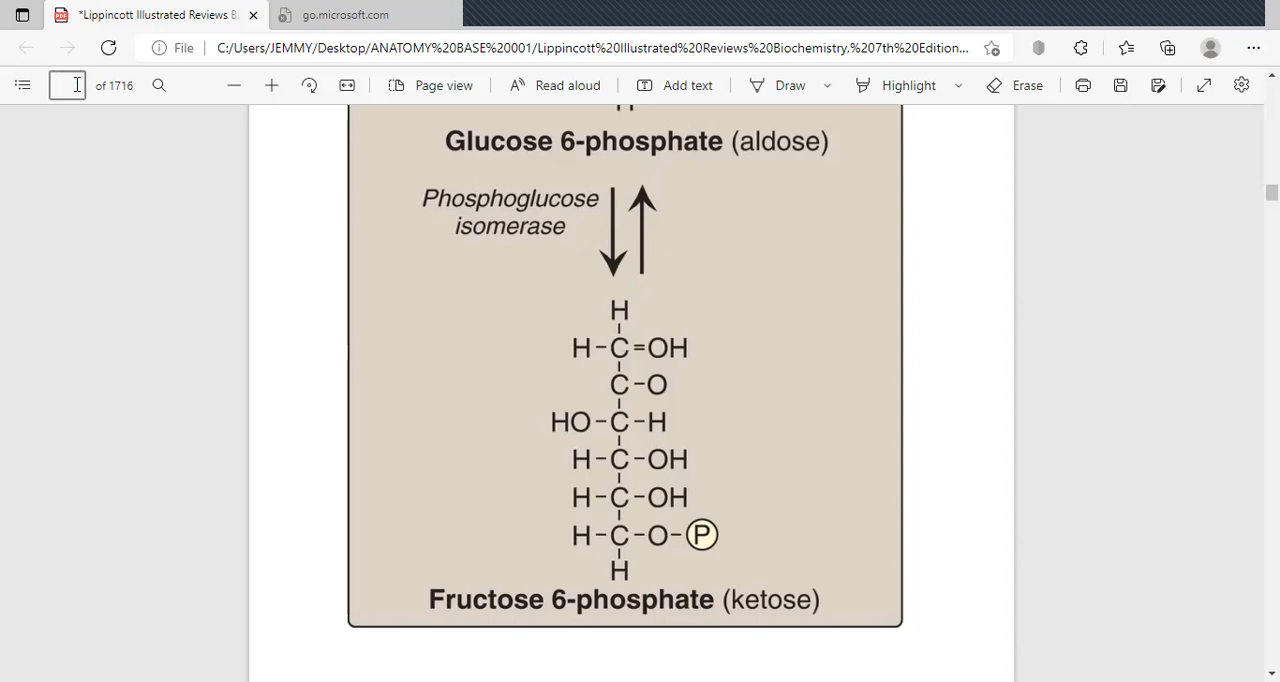 *Lippincott Illustrated Reviews B
go.microsoft.com
File
C:/Users/JEMMY/Desktop/ANATOMY%20BASE%20001/Lippincott%20Illustrated%20Reviews%20Biochemistry,%207th%20Edition...
of 1716
Page view
Read aloud
Add text
Draw
Highlight
Erase
H
Glucose 6-phosphate (aldose)
Phosphoglucose
isomerase
H
H-C=OH
C-O
HO-C-H
H-C-OH
H-C-OH
H-C-O-P
H
Fructose 6-phosphate (ketose)